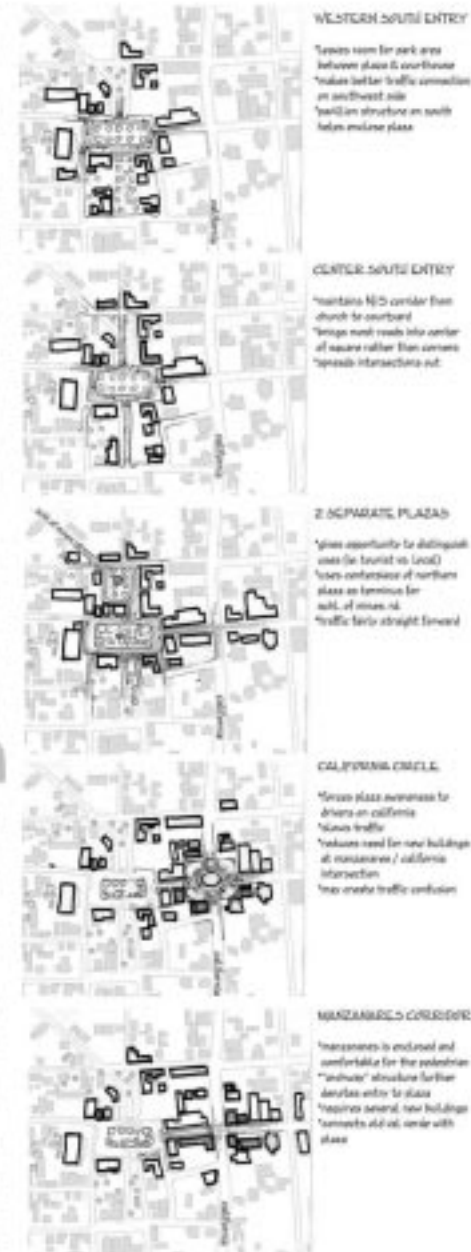 WESTERN SOUTH ENTRY
*leaves room for park area
between plaza & courthouse
*makes better traffic connection
on southwest side
*pavilion structure on south
helps enclose plaza
CENTER SOUTH ENTRY
*maintains N/S corridor from
church to courtyard
*brings most roads into center
of square rather than corners
*spreads intersections out
2 SEPARATE PLAZAS
*gives opportunity to distinguish
uses (ie tourist vs. local)
*uses centerpiece of northern
plaza as terminus for
of mines rd.
*traffic fairly straight forward
CALIFORNIA CIRCLE
*forces plaza awareness to
drivers on california
*slows traffic
*reduces need for new buildings
at manzanares / california
intersection
*may create traffic confusion
MANZANARES CORRIDOR
*manzanares is enclosed and
comfortable for the pedestrian
structure further
denotes entry to plaza
*requires several new buildings
*connects old with
plaza